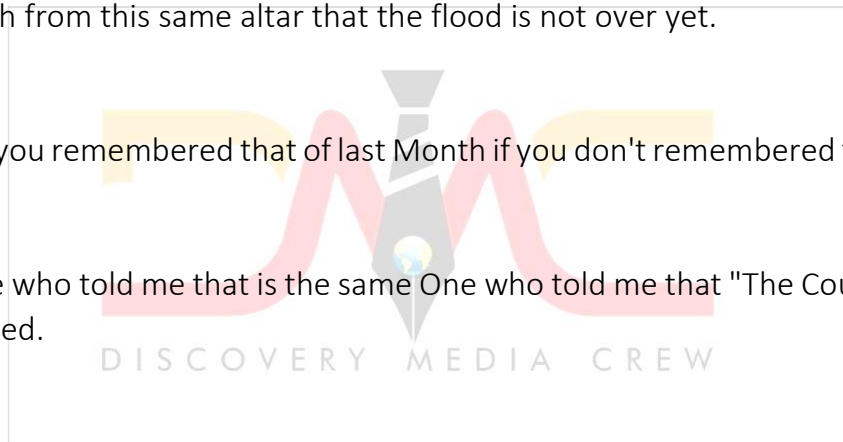 h from this same altar that the flood is not over yet.
you remembered that of last Month if you don't remembered
who told me that is the same One who told me that "The Cou
ed.
DISCOVERY MEDIA CREW